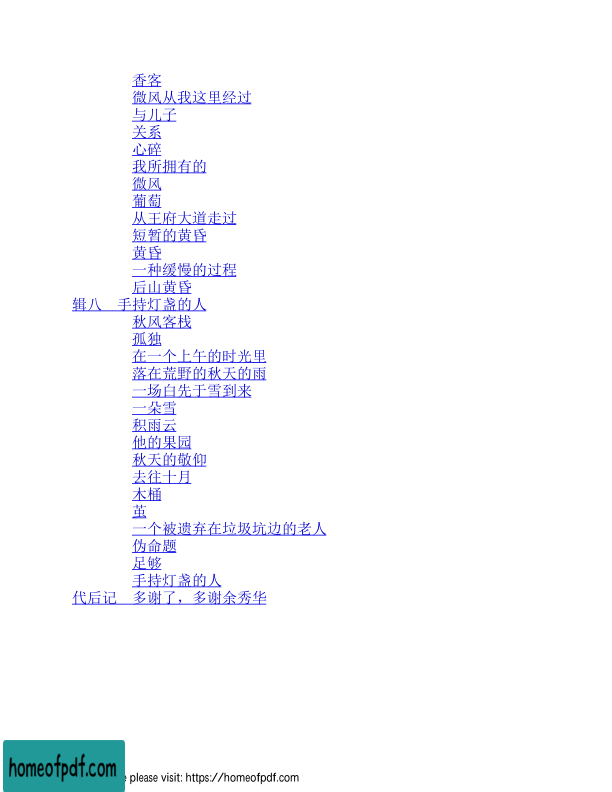 香客
微风从我这里经过
与儿子
关系
心碎
我所拥有的
微风
葡萄
从王府大道走过
短暂的黄昏
黄昏
一种缓慢的过程
后山黄昏
辑八　手持灯盏的人
秋风客栈
孤独
在一个上午的时光里
落在荒野的秋天的雨
一场白先于雪到来
一朵雪
积雨云
他的果园
秋天的敬仰
去往十月
木桶
茧
一个被遗弃在垃圾坑边的老人
伪命题
足够
手持灯盏的人
代后记　多谢了，多谢余秀华
homeofpdf.com
e please visit: https://homeofpdf.com